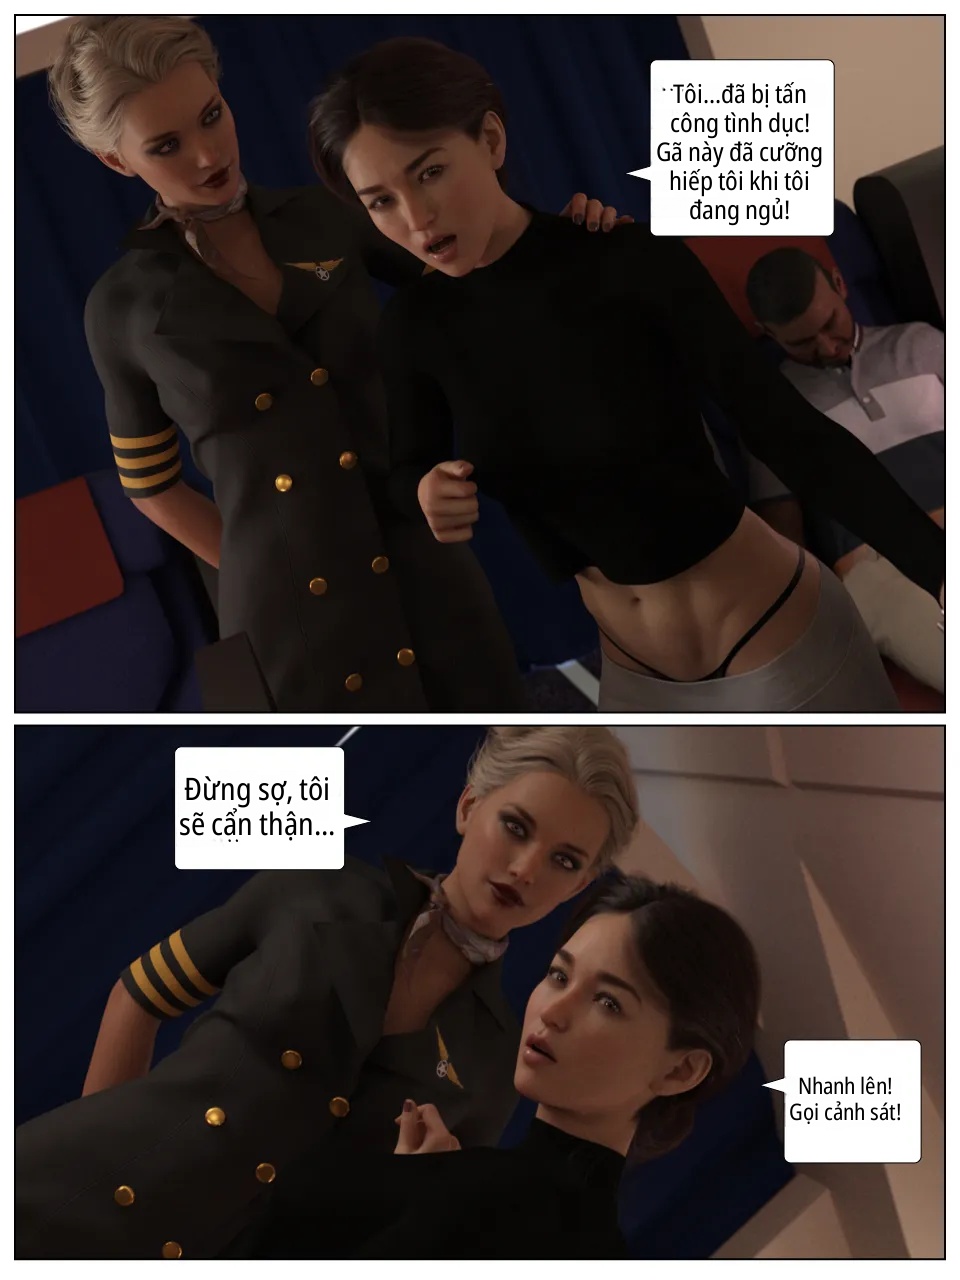 Tôi...đã bị tấn
công tình dục!
Gã này đã cưỡng
hiếp tôi khi tôi
đang ngủ!
Đừng sợ, tôi
sẽ cẩn thận...
Nhanh lên!
Gọi cảnh sát!